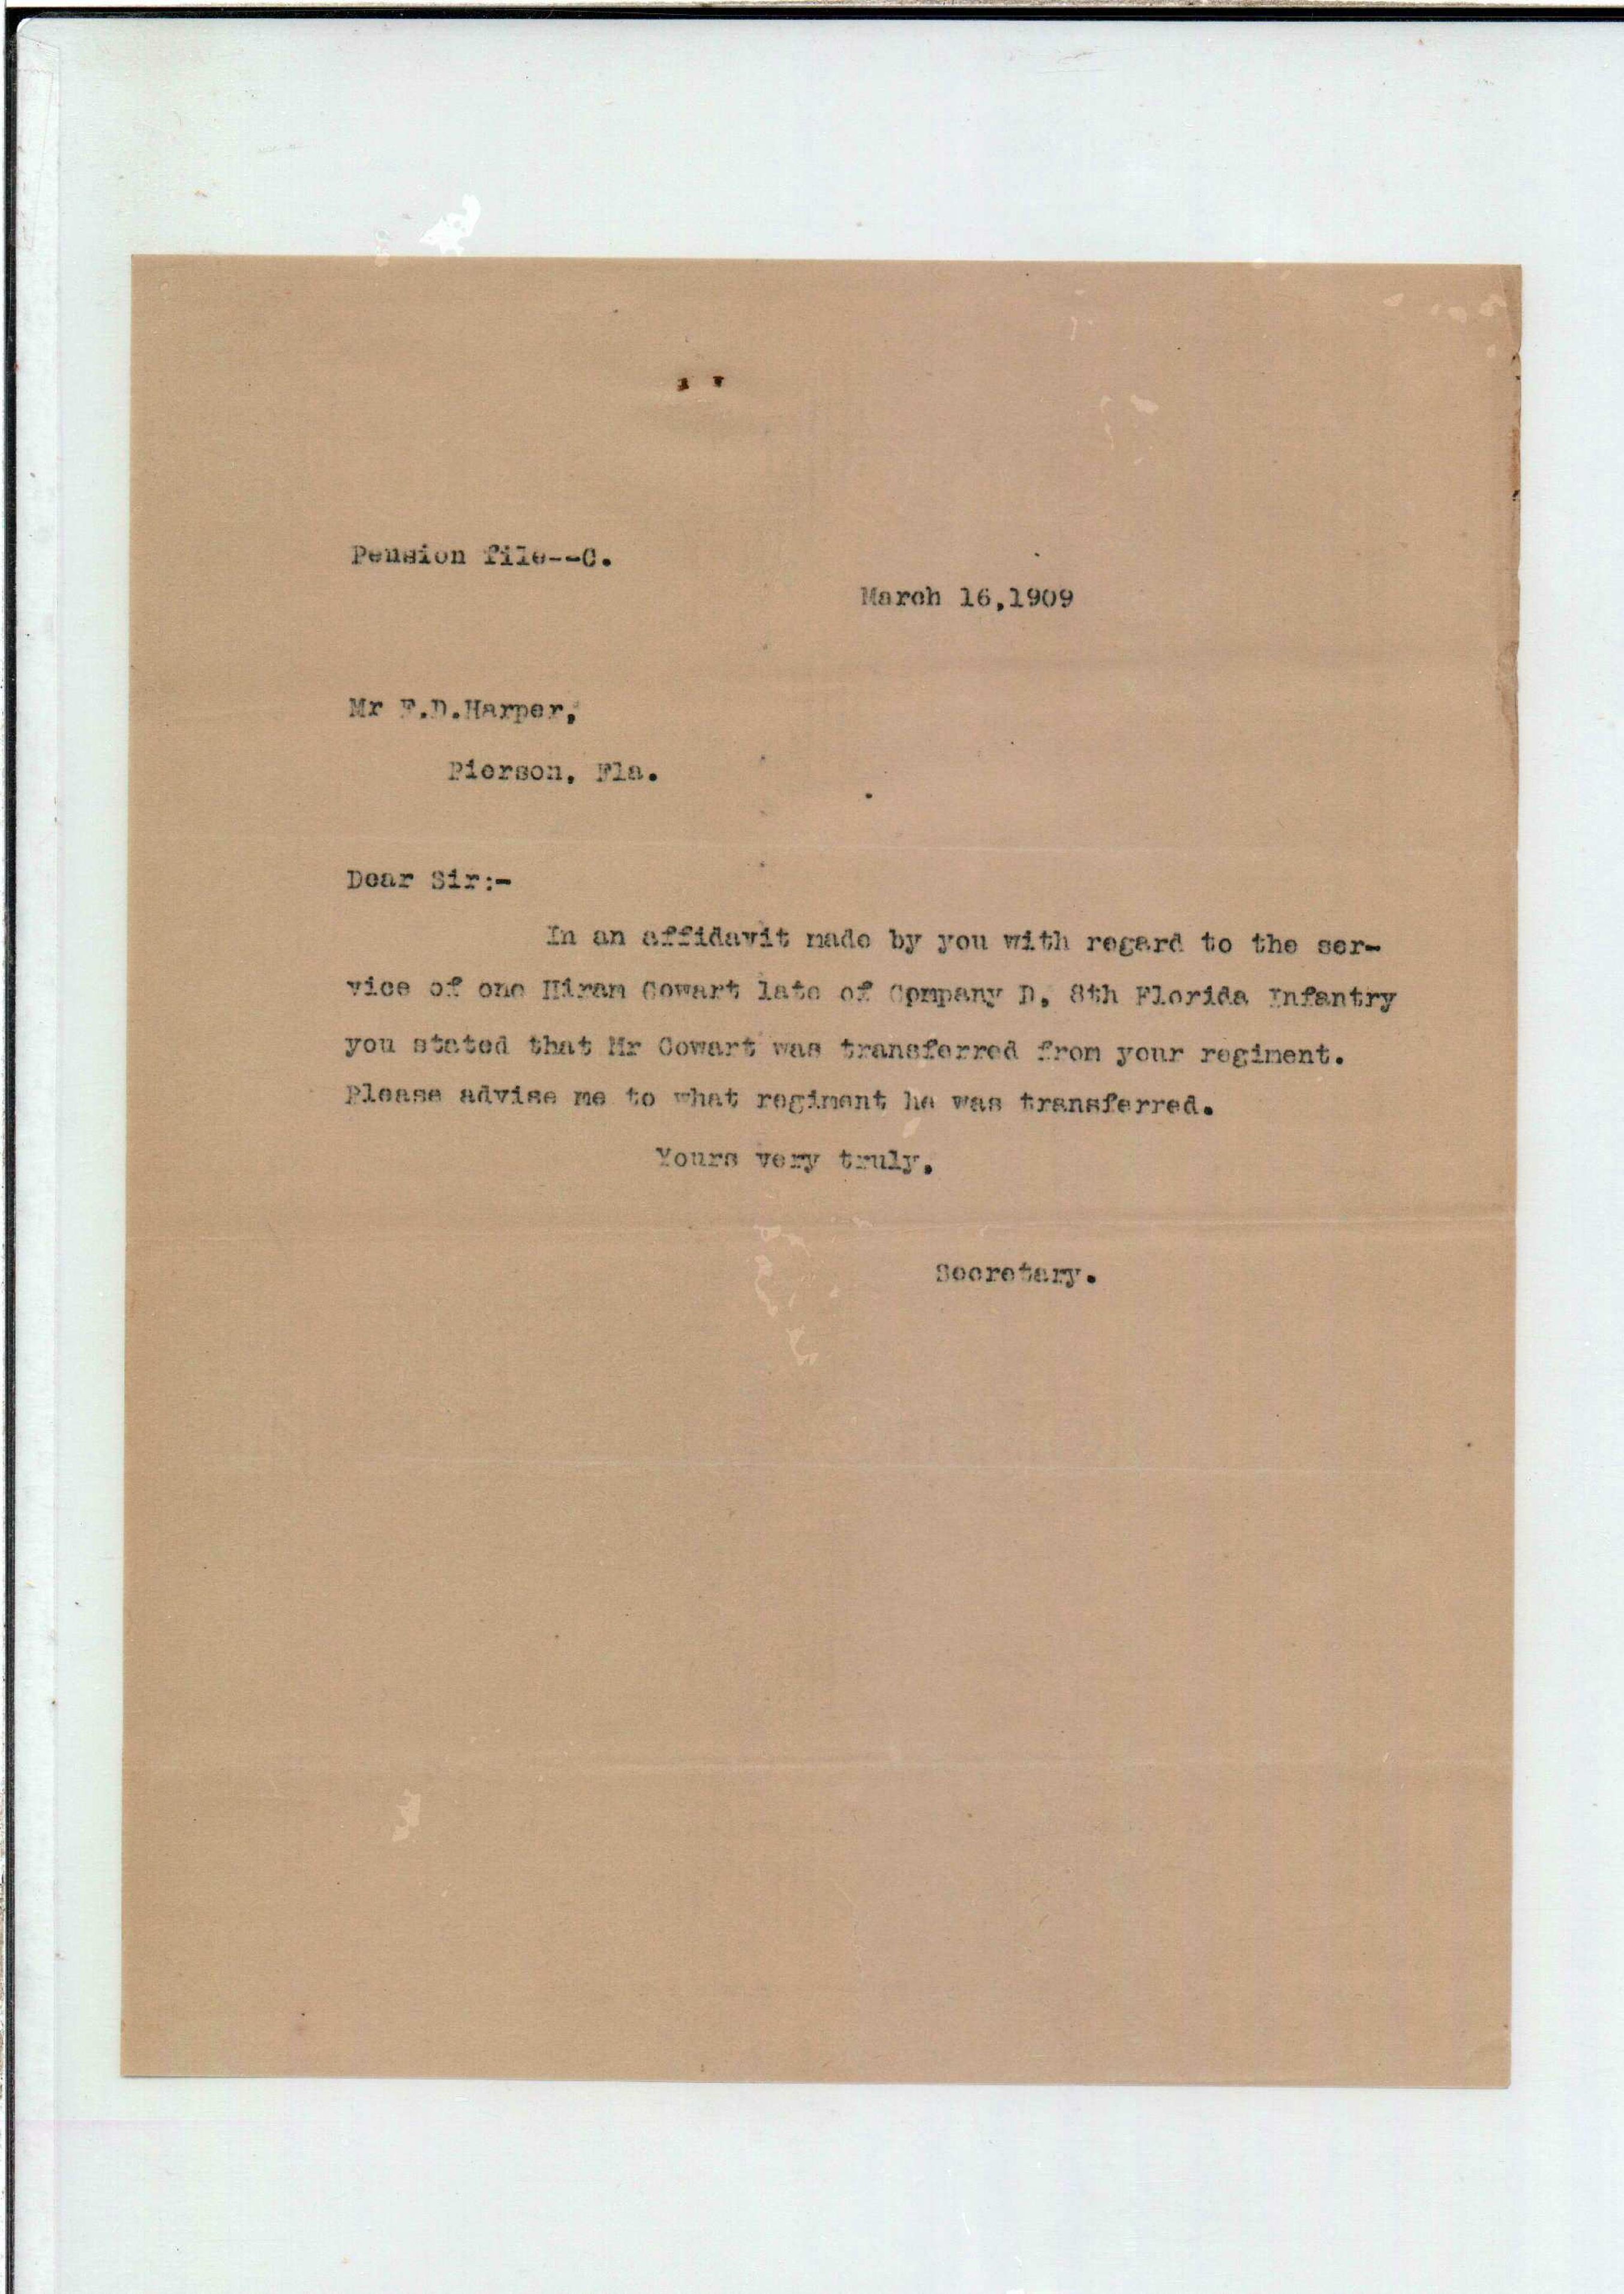 Pension file--C.
March 16,1909
Mr F.D.Harper,
Pierson, Fla.
Dear Sir:-
In an affidavit made by you with regard to the ser-
vice of one Hiram Cowart late of Company D, 8th Florida Infantry
you stated that Mr Cowart was transferred from your regiment.
Please advise me to what regiment he was transferred.
Yours very truly,
Secretary.